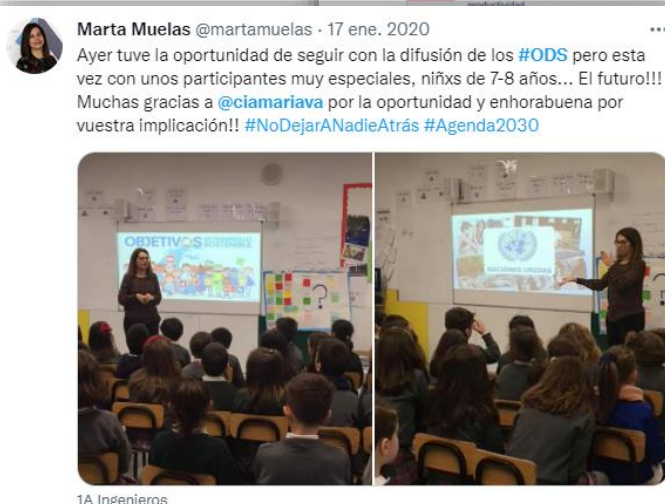 productividad
Marta Muelas @martamuelas · 17 ene. 2020
Ayer tuve la oportunidad de seguir con la difusión de los #ODS pero esta
vez con unos participantes muy especiales, niñxs de 7-8 años... El futuro!!!
Muchas gracias a @ciamariava por la oportunidad y enhorabuena por
vuestra implicación!! #NoDejarANadieAtrás #Agenda2030
OBJETIVOS
NACIONES UNIDAS
?
1A Ingenieros